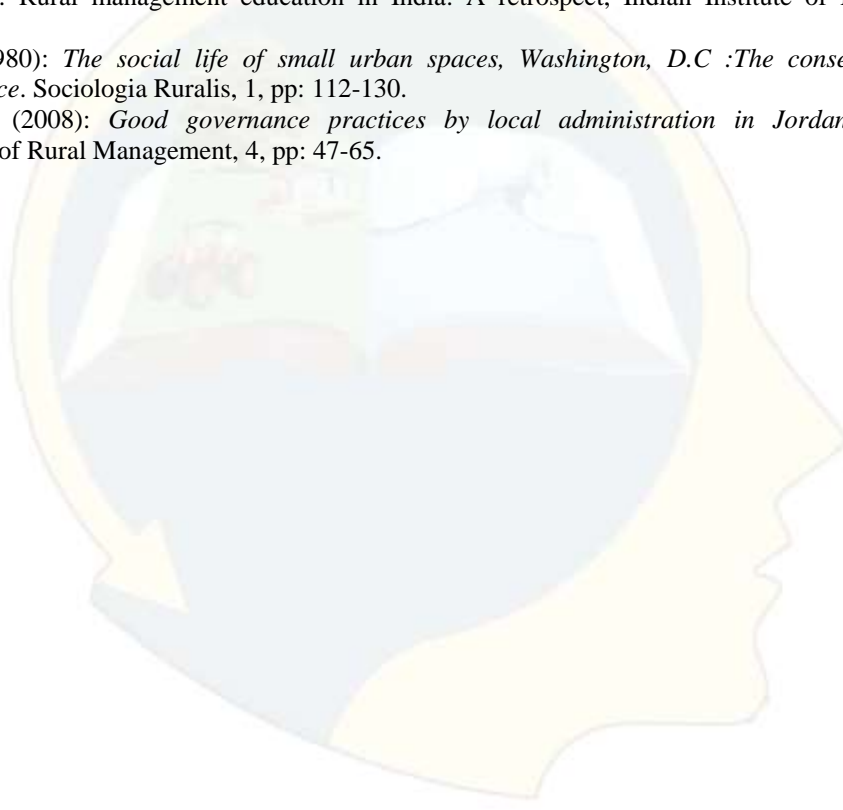 Rural management education in India: A retrospect, Indian Institute of
980): The social life of small urban spaces, Washington, D.C :The conse
ce. Sociologia Ruralis, 1, pp: 112-130.
(2008): Good governance practices by local administration in Jordan
of Rural Management, 4, pp: 47-65.